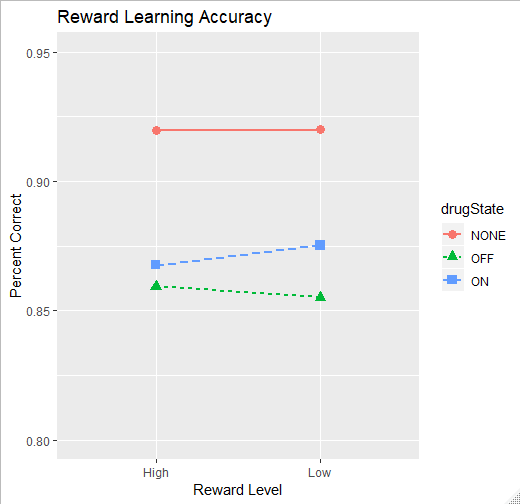 Reward Learning Accuracy
0.95
0.90
0.85
0.80
Percent Correct
High
Low
Reward Level
drugState
NONE
OFF
ON